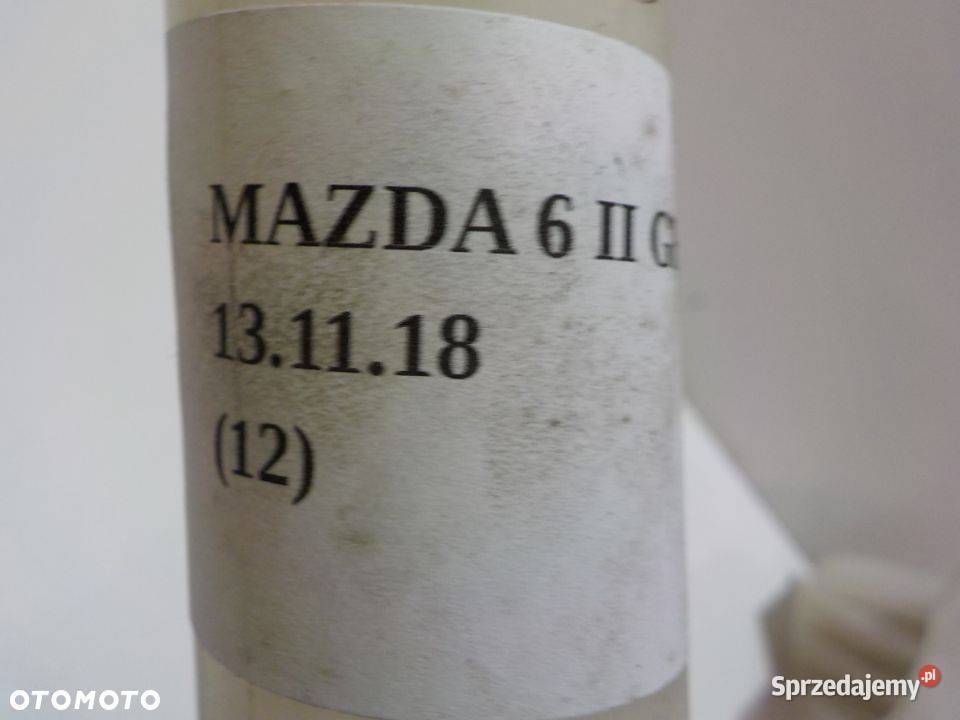 MAZDA 6 II G
13.11.18
(12)
OTOMOTO
Sprzedajemy.pl